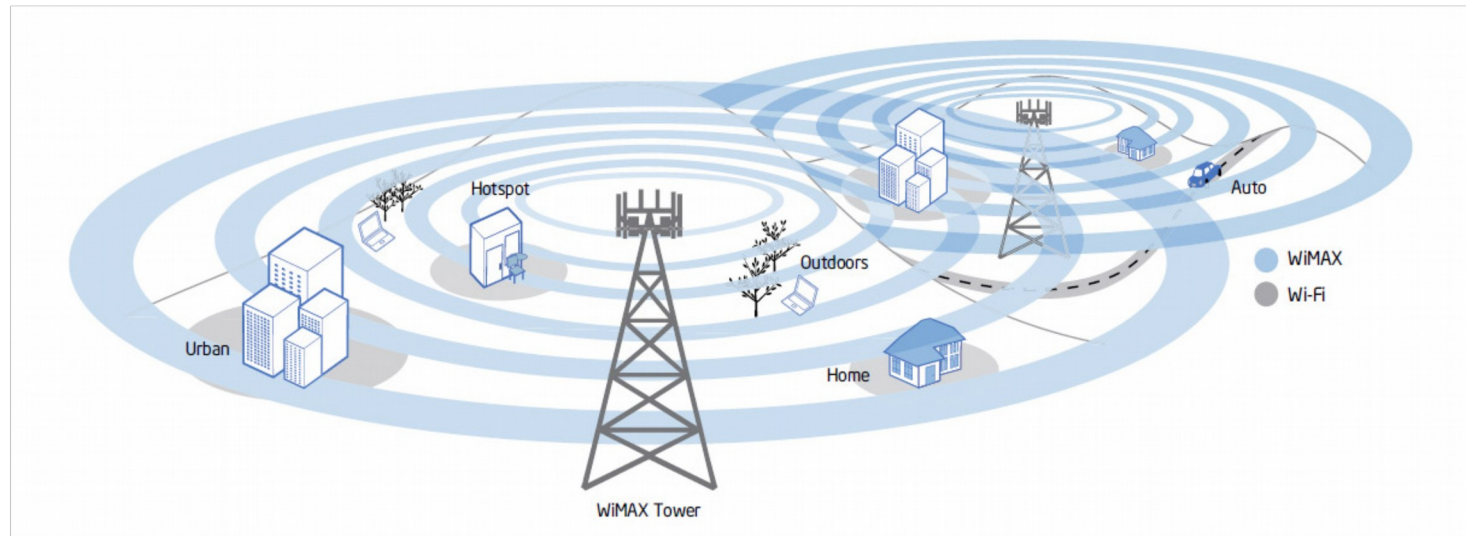 Hotspot
Auto
Outdoors
WiMAX
Wi-Fi
Urban
Home
WiMAX Tower